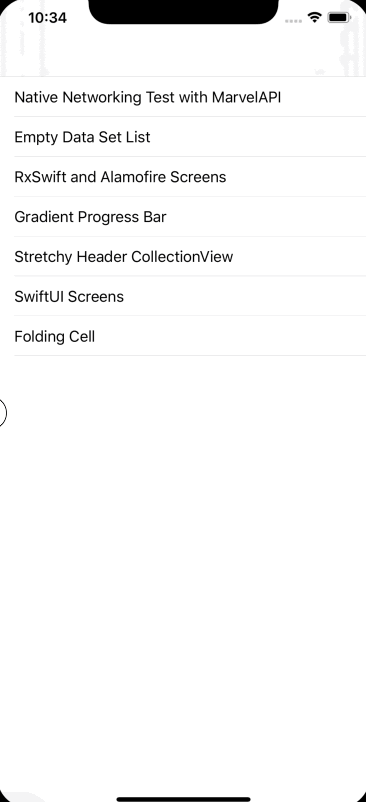 10:34
Native Networking Test with MarvelAPI
Empty Data Set List
RxSwift and Alamofire Screens
Gradient Progress Bar
Stretchy Header CollectionView
SwiftUI Screens
Folding Cell